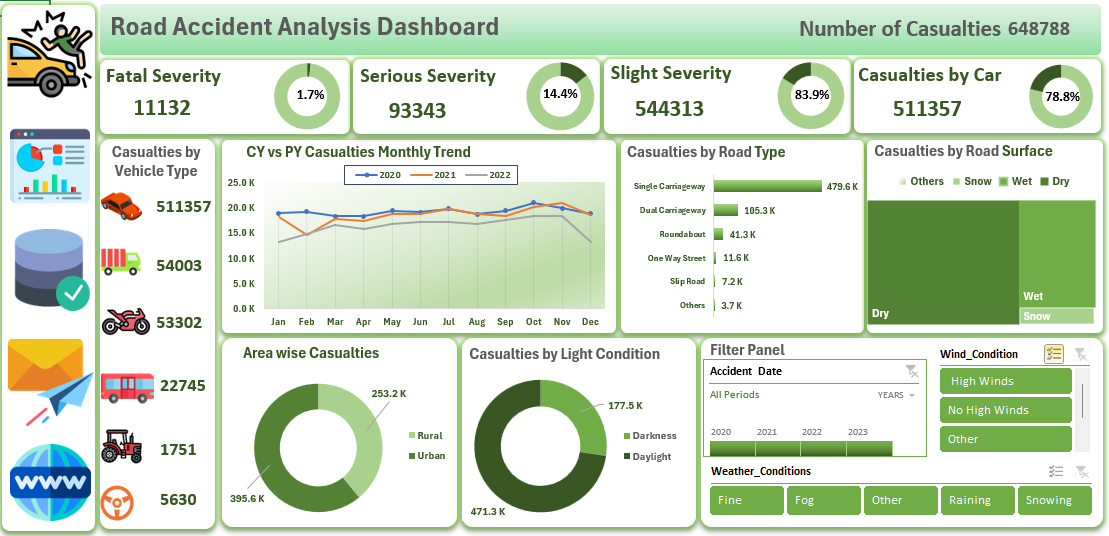 Road Accident Analysis Dashboard
Number of Casualties 648788
Fatal Severity
11132
1.7%
Serious Severity
93343
14.4%
Slight Severity
544313
83.9%
Casualties by Car
511357
78.8%
Casualties by
Vehicle Type
511357
54003
53302
22745
1751
5630
WWW
CY vs PY Casualties Monthly Trend
2020 2021 2022
25.0 K
20.0 K
15.0 K
10.0 K
5.0 K
0.0 K
Jan Feb Mar Apr May Jun Jul Aug Sep Oct Nov Dec
Casualties by Road Type
Single Carriageway 479.6 K
Dual Carriageway 105.3 K
Roundabout 41.3 K
One Way Street 11.6 K
Slip Road 7.2 K
Others 3.7 K
Casualties by Road Surface
Others Snow Wet Dry
Wet
Dry
Snow
Area wise Casualties
253.2 K
395.6 K
Rural
Urban
Casualties by Light Condition
177.5 K
471.3 K
Darkness
Daylight
Filter Panel
Accident Date
All Periods YEARS
2020 2021 2022 2023
Wind_Condition
High Winds
No High Winds
Other
Weather_Conditions
Fine Fog Other Raining Snowing